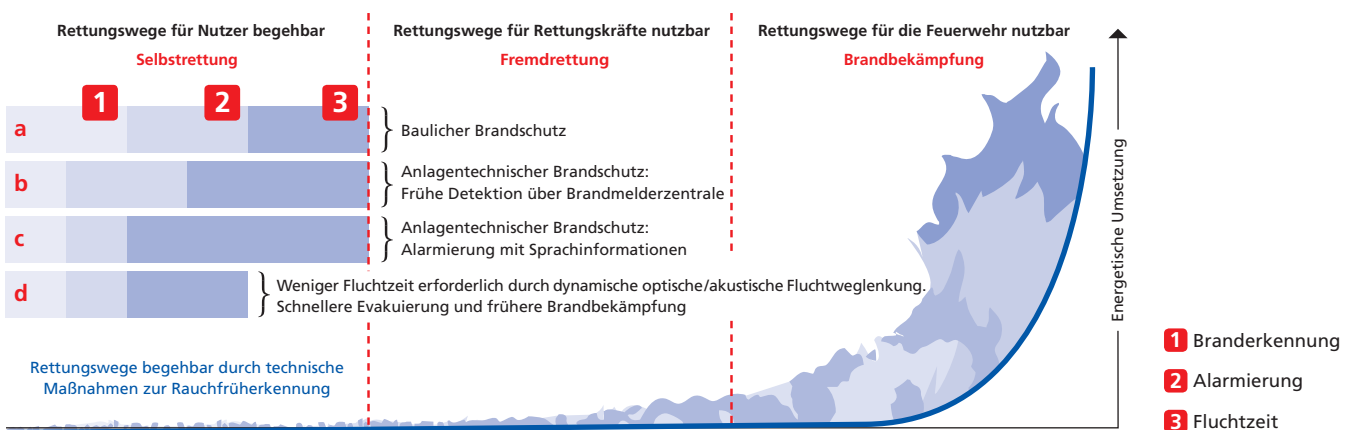 Rettungswege für Nutzer begehbar
Selbstrettung
Rettungswege für Rettungskräfte nutzbar
Fremdrettung
Rettungswege für die Feuerwehr nutzbar
Brandbekämpfung
1
2
3
a
Baulicher Brandschutz
b
Anlagentechnischer Brandschutz:
Frühe Detektion über Brandmelderzentrale
c
Anlagentechnischer Brandschutz:
Alarmierung mit Sprachinformationen
d
Weniger Fluchtzeit erforderlich durch dynamische optische/akustische Fluchtweglenkung.
Schnellere Evakuierung und frühere Brandbekämpfung
Rettungswege begehbar durch technische
Maßnahmen zur Rauchfrüherkennung
Energetische Umsetzung
1 Branderkennung
2 Alarmierung
3 Fluchtzeit